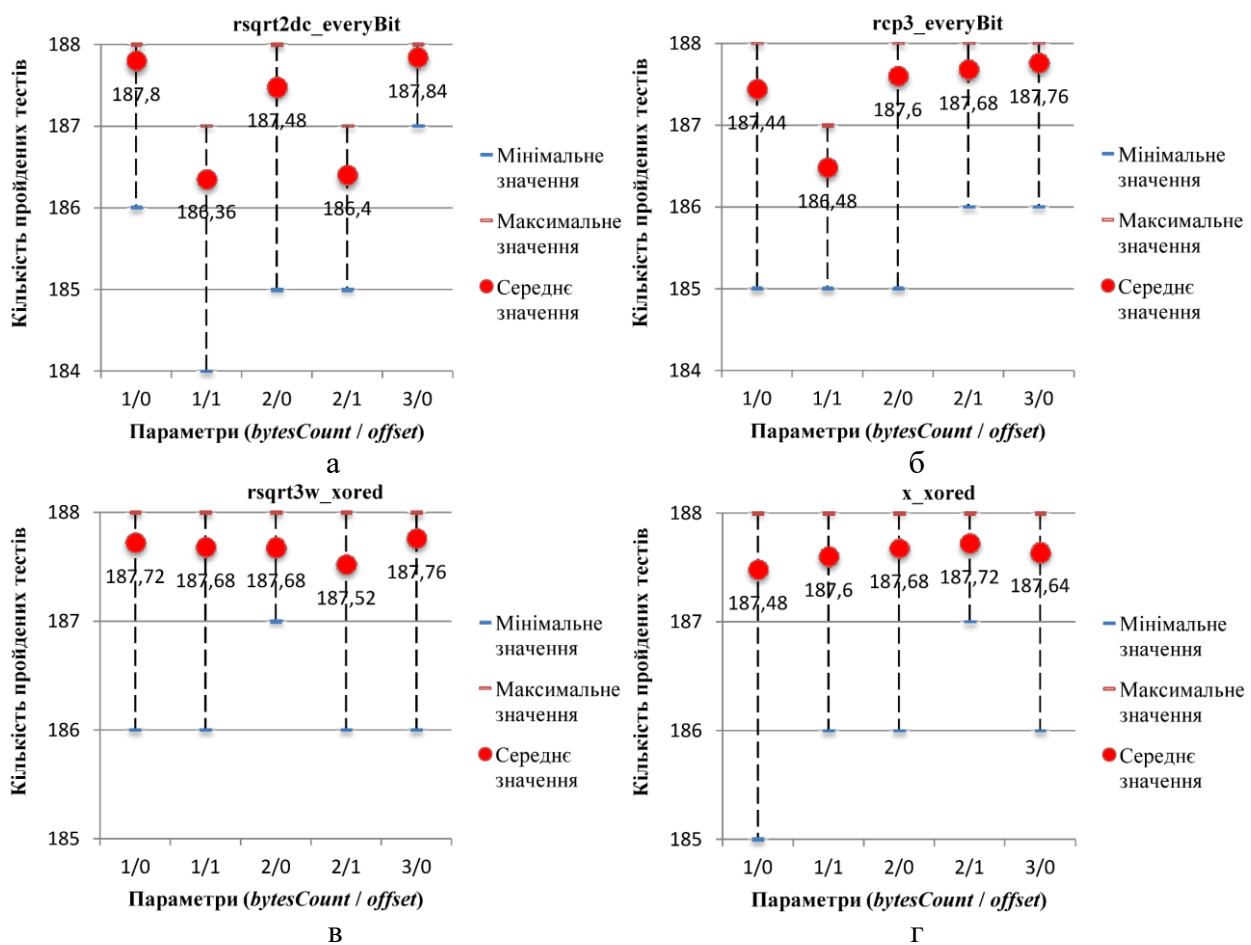 rsqrt2dc_everyBit
Кількість пройдених тестів
188
187
186
185
184
187,8
186,36
187,48
186,4
187,84
1/0
1/1
2/0
2/1
3/0
Параметри (bytesCount / offset)
Мінімальне
значення
Максимальне
значення
Середнє
значення
а
rcp3_everyBit
Кількість пройдених тестів
188
187
186
185
184
187,44
186,48
187,6
187,68
187,76
1/0
1/1
2/0
2/1
3/0
Параметри (bytesCount / offset)
Мінімальне
значення
Максимальне
значення
Середнє
значення
б
rsqrt3w_xored
Кількість пройдених тестів
188
187
186
185
187,72
187,68
187,68
187,52
187,76
1/0
1/1
2/0
2/1
3/0
Параметри (bytesCount / offset)
Мінімальне
значення
Максимальне
значення
Середнє
значення
в
x_xored
Кількість пройдених тестів
188
187
186
185
187,48
187,6
187,68
187,72
187,64
1/0
1/1
2/0
2/1
3/0
Параметри (bytesCount / offset)
Мінімальне
значення
Максимальне
значення
Середнє
значення
г